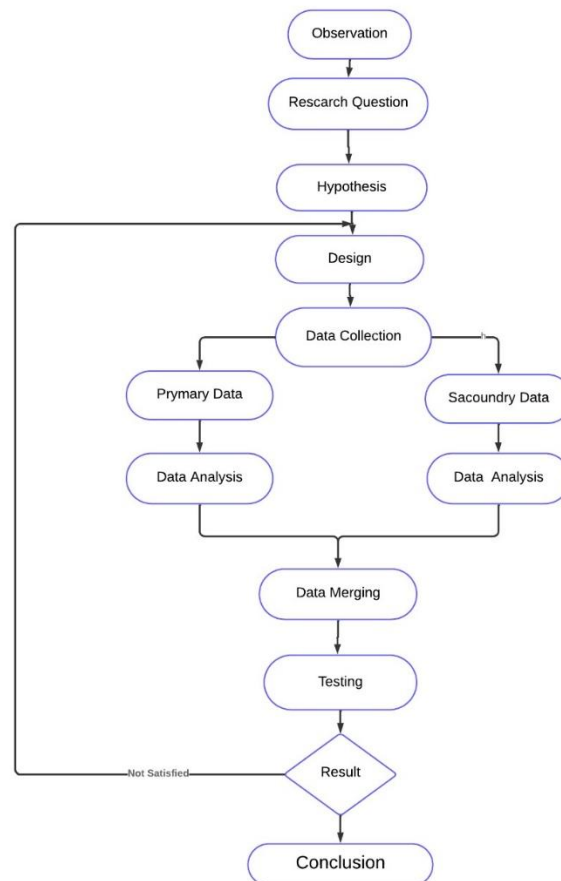 Observation
Rescarch Question
Hypothesis
Design
Data Collection
h
Prymary Data
Sacoundry Data
Data Analysis
Data Analysis
Data Merging
Testing
Result
Not Satisfied
Conclusion